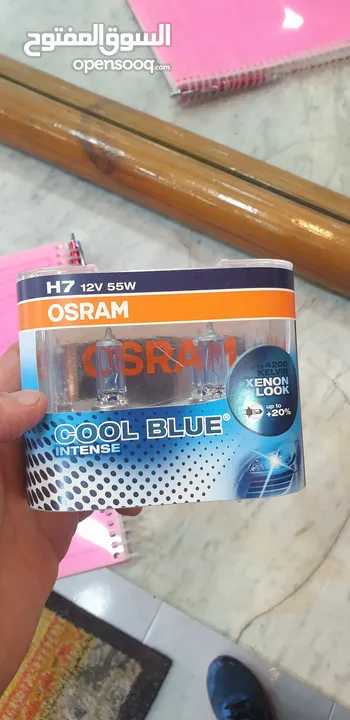 السوق المفتوح
opensooq.com
H7 12V 55W
OSRAM
OSRAM
4200
KELVIN
XENON
LOOK
up to
+20%
COOL BLUE®
INTENSE